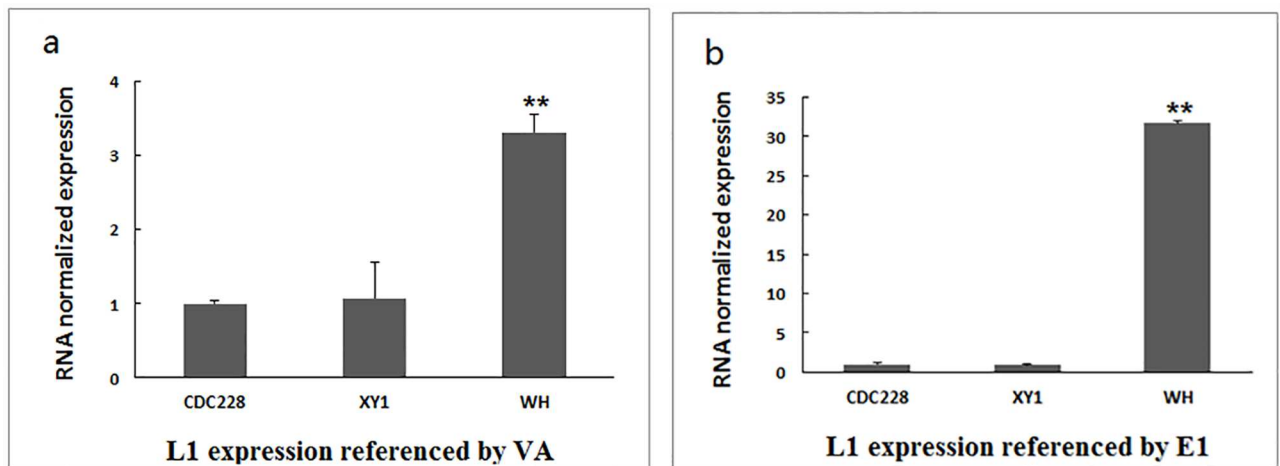 a
RNA normalized expression
4
3
2
1
0
**
CDC228 XY1 WH
L1 expression referenced by VA
b
RNA normalized expression
35
30
25
20
15
10
5
0
**
CDC228 XY1 WH
L1 expression referenced by E1